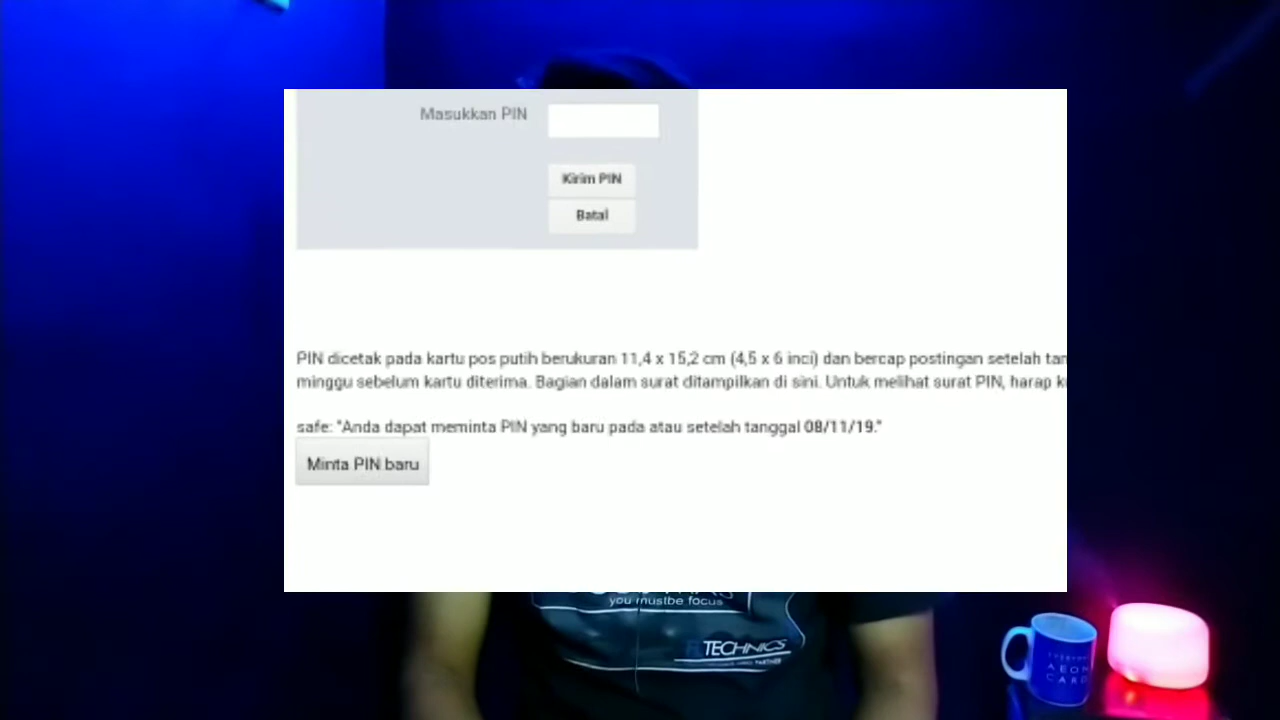 Masukkan PIN
Kirim PIN
Batal
PIN dicetak pada kartu pos putih berukuran 11,4 x 15,2 cm (4,5 x 6 inci) dan bercap postingan setelah tan
minggu sebelum kartu diterima. Bagian dalam surat ditampilkan di sini. Untuk melihat surat PIN, harap k
safe: "Anda dapat meminta PIN yang baru pada atau setelah tanggal 08/11/19."
Minta PIN baru
you mustbe focus
TECHNICS
PARTNER
AEON
CARD